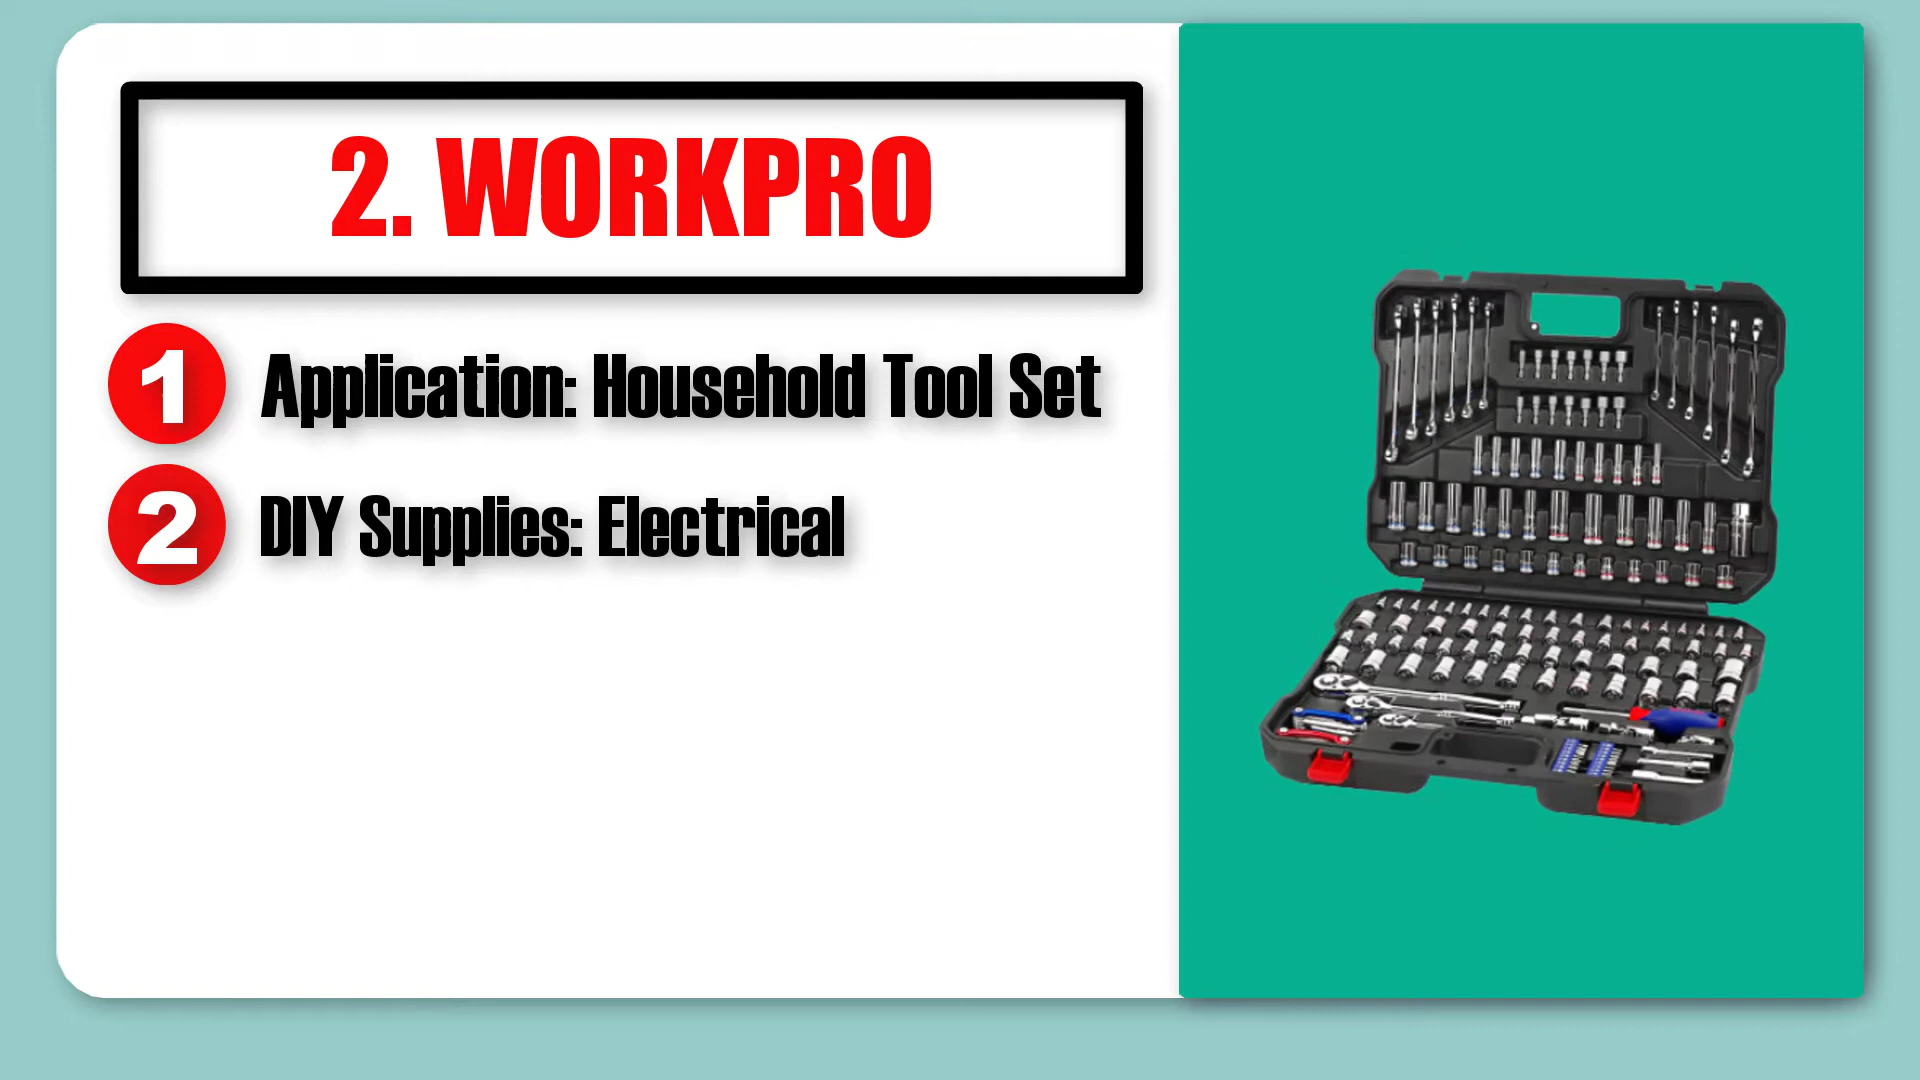 2. WORKPRO
1 Application: Household Tool Set
2 DIY Supplies: Electrical